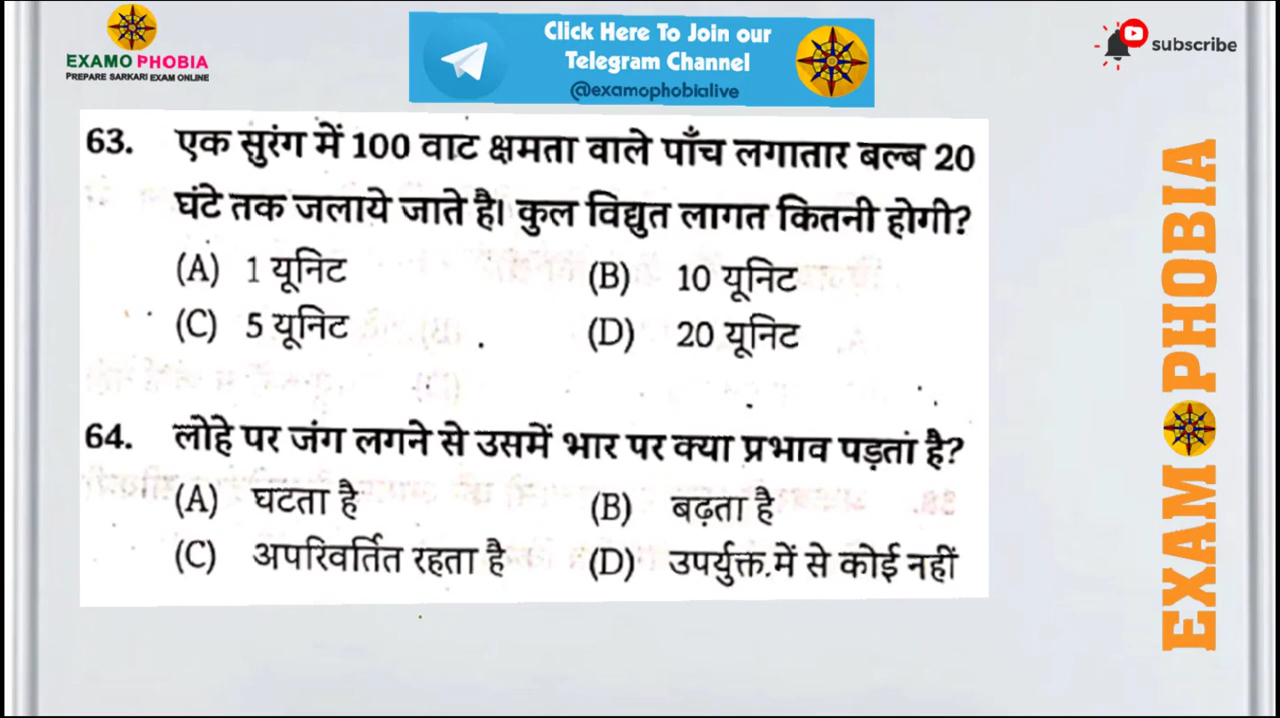 EXAMO PHOBIA
PREPARE SARKARI EXAM ONLINE
Click Here To Join our
Telegram Channel
@examophobialive
subscribe
63. एक सुरंग में 100 वाट क्षमता वाले पाँच लगातार बल्ब 20
घंटे तक जलाये जाते है। कुल विद्युत लागत कितनी होगी?
(A) 1 यूनिट (B) 10 यूनिट
(C) 5 यूनिट (D) 20 यूनिट
64. लोहे पर जंग लगने से उसमें भार पर क्या प्रभाव पड़ता है?
(A) घटता है (B) बढ़ता है
(C) अपरिवर्तित रहता है (D) उपर्युक्त में से कोई नहीं
EXAMOPHOBIA